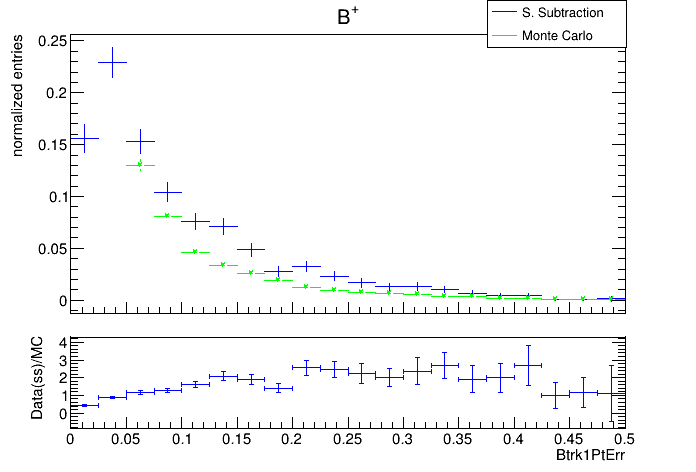 B+
S. Subtraction
Monte Carlo
normalized entries
0.25
0.2
0.15
0.1
0.05
0
Data(ss)/MC
4
3
2
1
0
0 0.05 0.1 0.15 0.2 0.25 0.3 0.35 0.4 0.45 0.5
Btrk1PtErr